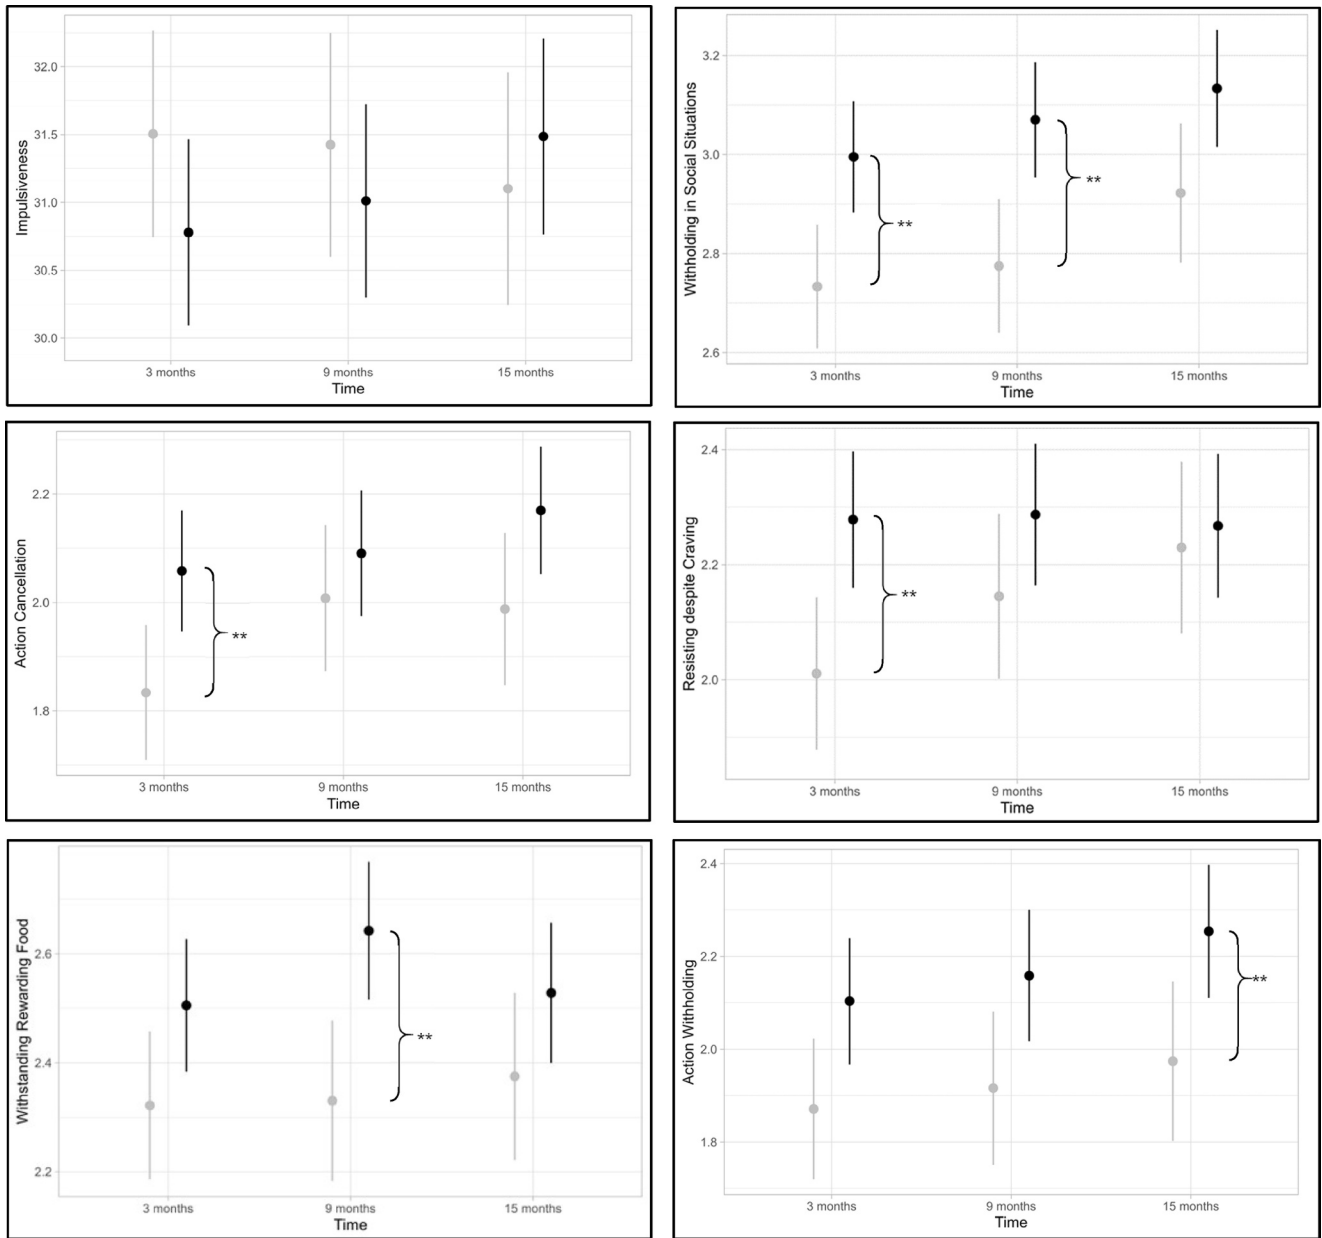 Impulsiveness
32.0
31.5
31.0
30.5
30.0
3 months 9 months 15 months
Time
Withholding in Social Situations
3.2
3.0
2.8
2.6
**
**
3 months 9 months 15 months
Time
Action Cancellation
2.2
2.0
1.8
**
3 months 9 months 15 months
Time
Resisting despite Craving
2.4
2.2
2.0
**
3 months 9 months 15 months
Time
Withstanding Rewarding Food
2.6
2.4
2.2
**
3 months 9 months 15 months
Time
Action Withholding
2.4
2.2
2.0
1.8
**
3 months 9 months 15 months
Time